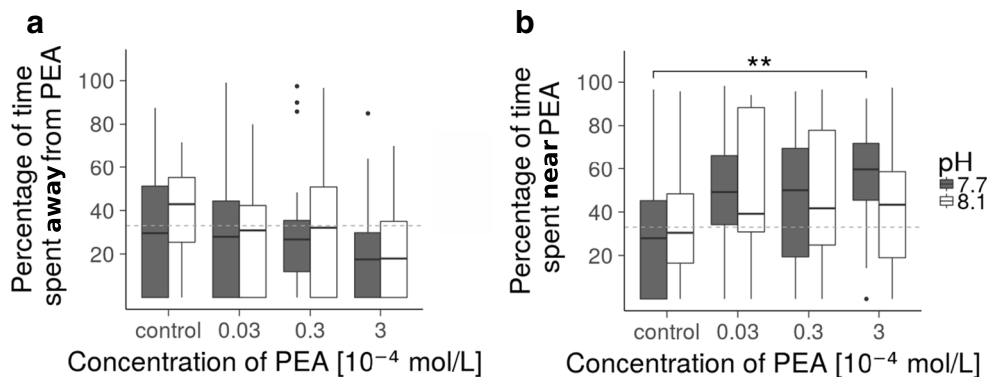 a
Percentage of time
spent away from PEA
100
80
60
40
20
control 0.03 0.3 3
Concentration of PEA [10⁻⁴ mol/L]
b
Percentage of time
spent near PEA
100
80
60
40
20
**
control 0.03 0.3 3
Concentration of PEA [10⁻⁴ mol/L]
pH
7.7
8.1